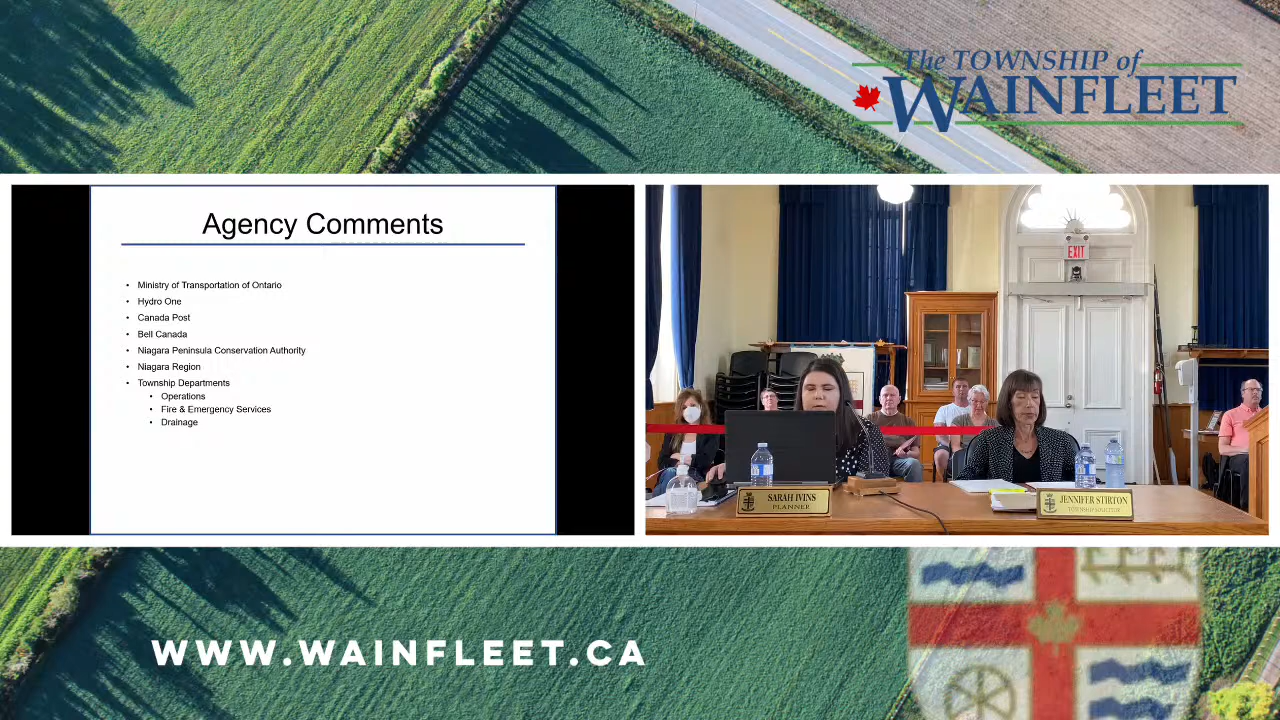 The TOWNSHIP of
WAINFLEET
Agency Comments
• Ministry of Transportation of Ontario
• Hydro One
• Canada Post
• Bell Canada
• Niagara Peninsula Conservation Authority
• Niagara Region
• Township Departments
• Operations
• Fire & Emergency Services
• Drainage
EXIT
SARAH IVINS
PLANNER
JENNIFER STIRTON
TOWNSHIP SOLICITOR
WWW.WAINFLEET.CA